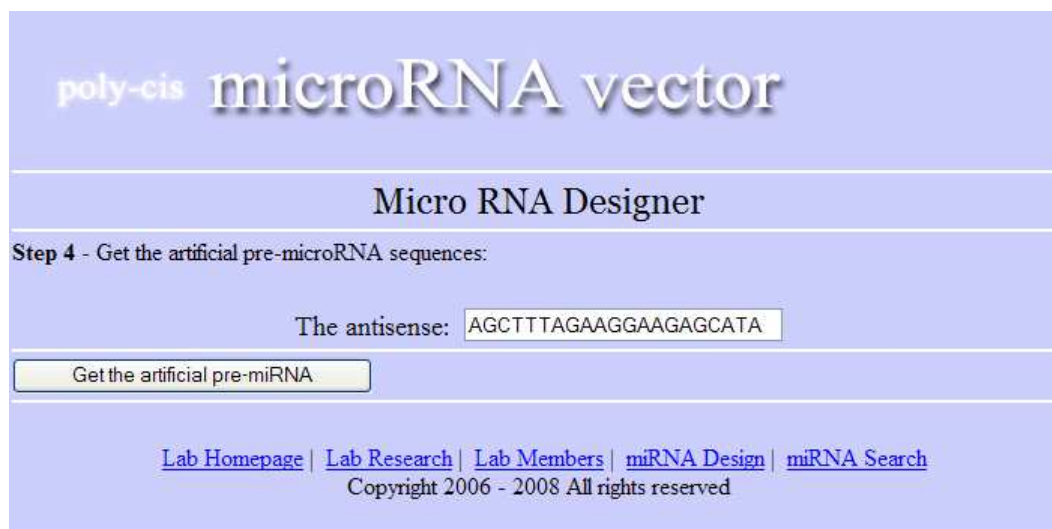 poly-cis microRNA vector
Micro RNA Designer
Step 4 - Get the artificial pre-microRNA sequences:
The antisense: AGCTTTAGAAGGAAGAGCATA
Get the artificial pre-miRNA
Lab Homepage | Lab Research | Lab Members | miRNA Design | miRNA Search
Copyright 2006 - 2008 All rights reserved